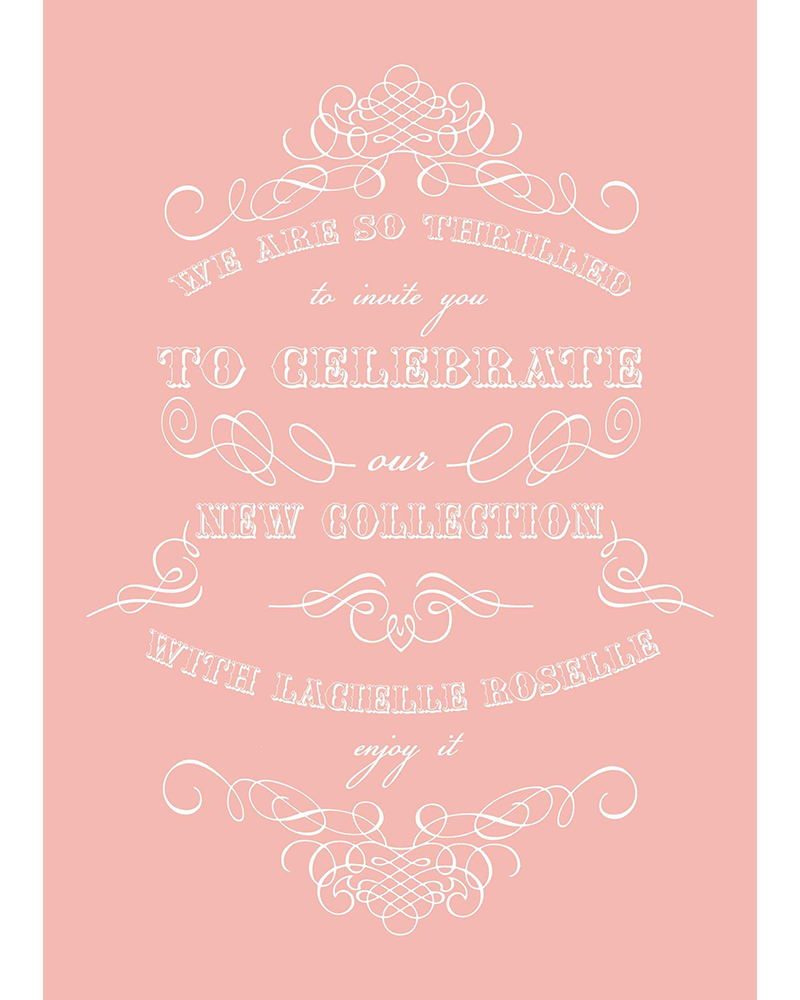 WE ARE SO THRILLED
to invite you
TO CELEBRATE
our
NEW COLLECTION
WITH LACIELLE ROSELLE
enjoy it